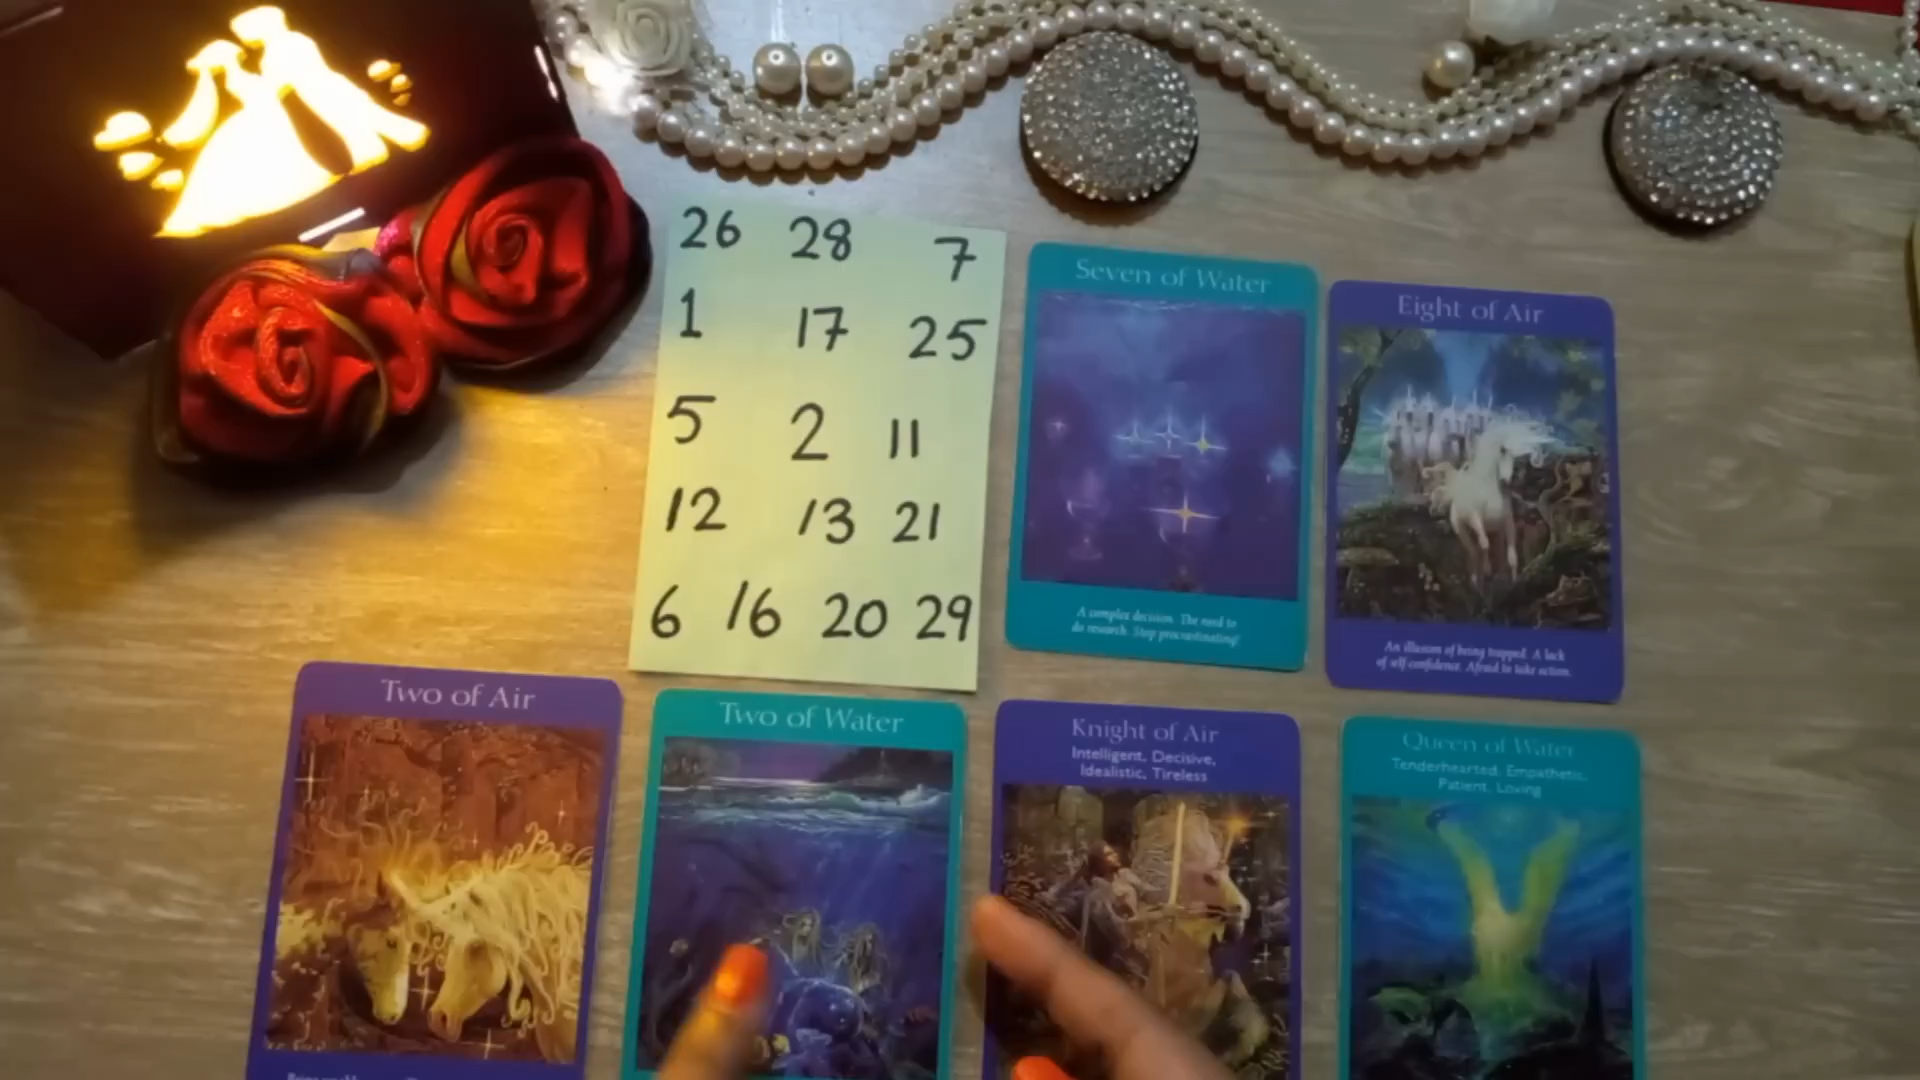 26 28 7
1 17 25
5 2 11
12 13 21
6 16 20 29
Seven of Water
A complex decision. The need to
do research. Stop procrastinating!
Eight of Air
An illusion of being trapped. A lack
of self-confidence. Afraid to take action.
Two of Air
Two of Water
Knight of Air
Intelligent, Decisive,
Idealistic, Tireless
Queen of Water
Tenderhearted, Empathetic,
Patient, Loving